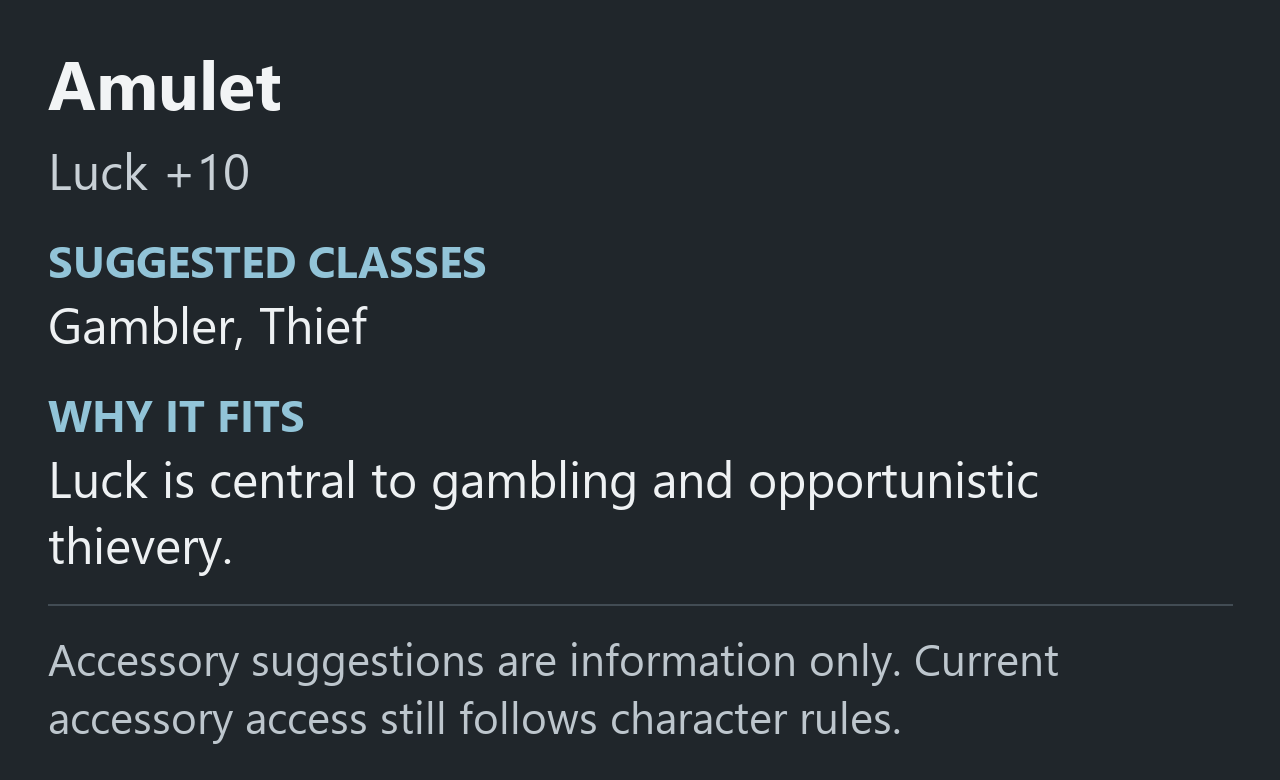 Amulet
Luck +10
SUGGESTED CLASSES
Gambler, Thief
WHY IT FITS
Luck is central to gambling and opportunistic
thievery.
Accessory suggestions are information only. Current
accessory access still follows character rules.